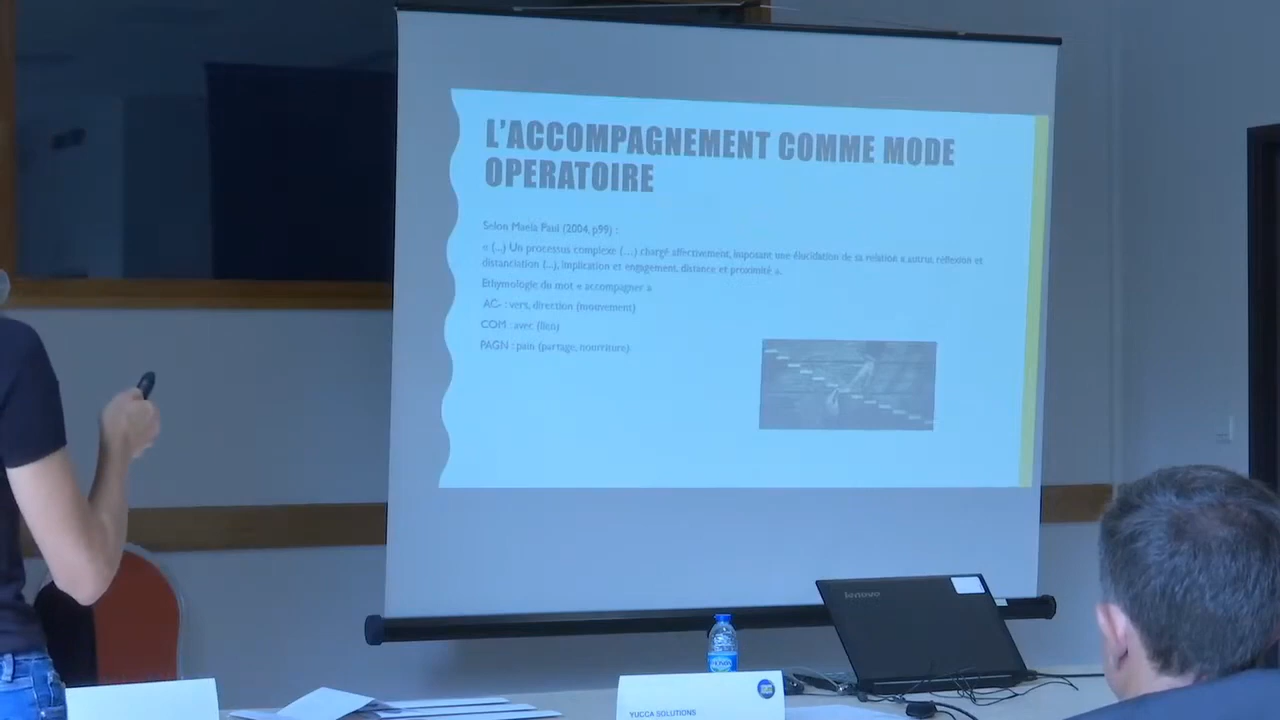 L'ACCOMPAGNEMENT COMME MODE
OPERATOIRE
Selon Maela Paul (2004, p99) :
« (...) Un processus complexe (...) chargé affectivement, imposant une élucidation de sa relation à autrui, réflexion et
distanciation (...), implication et engagement, distance et proximité ».
Ethymologie du mot « accompagner »
AC- : vers, direction (mouvement)
COM : avec (lien)
PAGN : pain (partage, nourriture)
lenovo
YUCCA SOLUTIONS